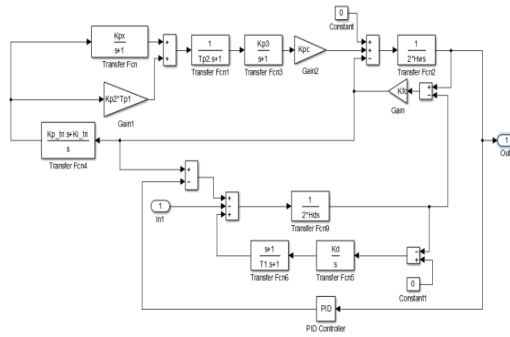 0
Constant
Kpx
s+1
Transfer Fcn
1
Tp2.s+1
Transfer Fcn1
Kp3
s+1
Transfer Fcn3
Kpc
Gain2
1
2*Hws
Transfer Fcn2
Kp2*Tp1
Gain1
Kfd
Gain
Kp_tri.s+Ki_tri
s
Transfer Fcn4
1
Out
1
In1
1
2*Hds
Transfer Fcn9
s+1
T1.s+1
Transfer Fcn6
Kd
s
Transfer Fcn5
0
Constant1
PID
PID Controller